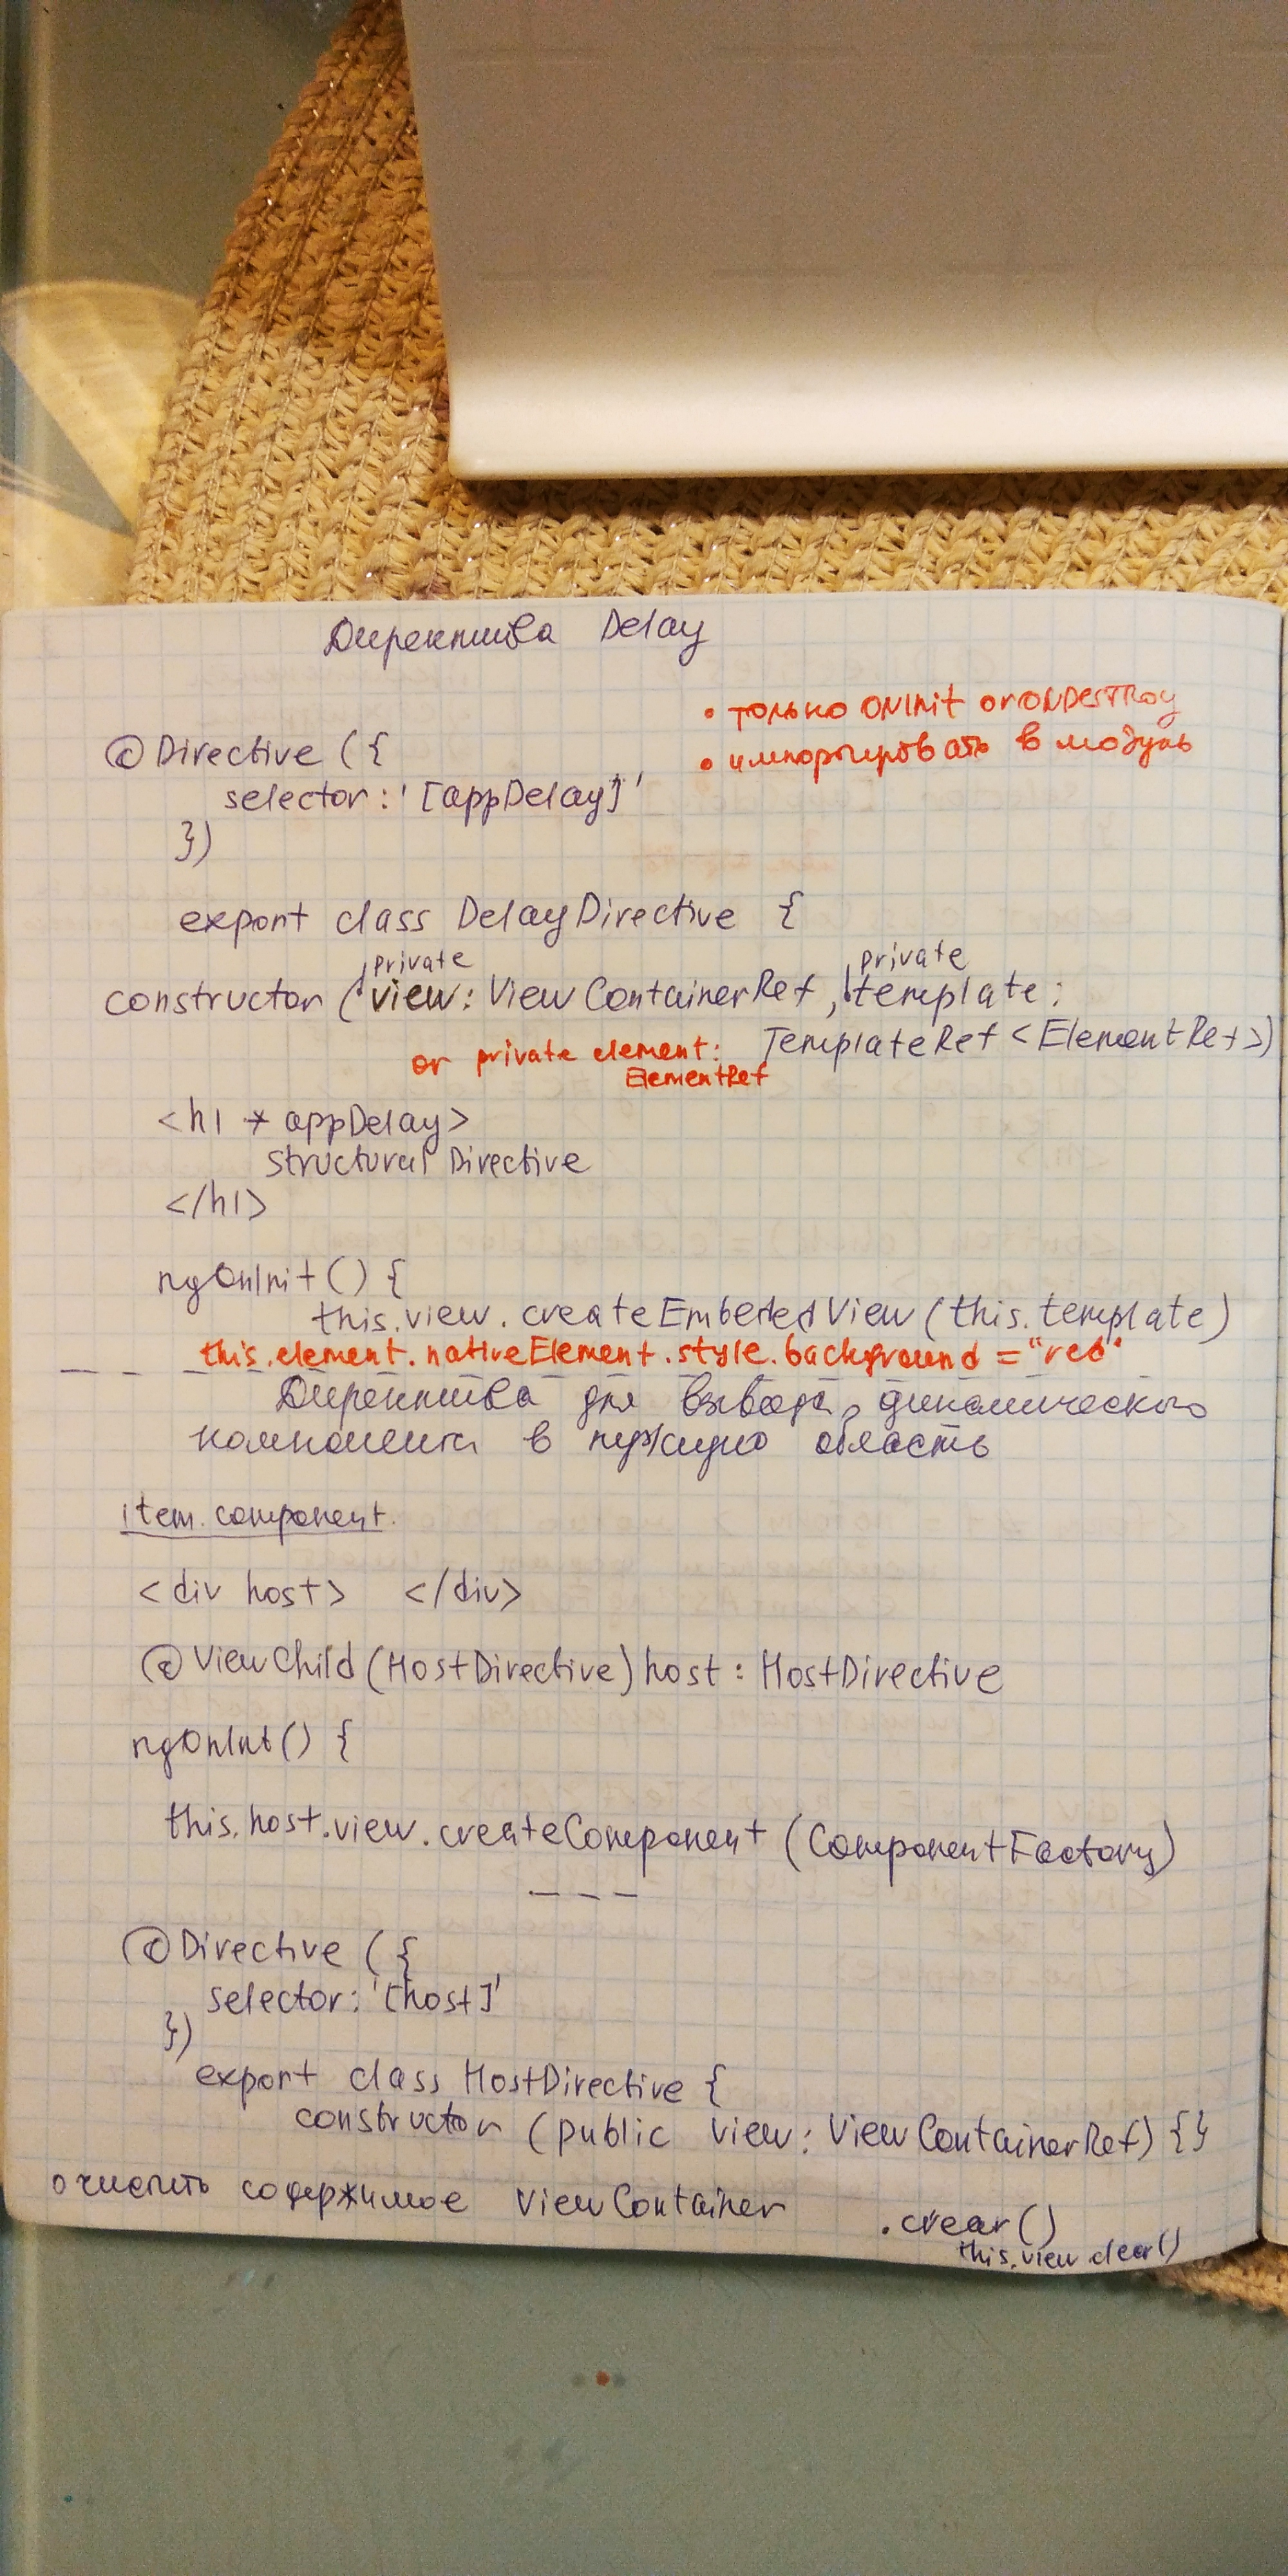 Директива Delay
• только ONInit or ONDesTRoy
• импортировать в модуль
@Directive ({
selector: '[appDelay]'
})
export class DelayDirective {
private private
constructor (view: ViewContainerRef, template:
TemplateRef <ElementRef>)
or private element:
ElementRef
<h1 *appDelay>
Structural Directive
</h1>
ngOnInit() {
this.view.createEmbededView(this.template)
this.element.nativeElement.style.background = "red"
Директива для вывода динамического
компонента в нужную область
item.component.
<div host> </div>
@ViewChild(HostDirective) host: HostDirective
ngOnInt() {
this.host.view.createComponent (ComponentFactory)
@Directive ({
selector: '[host]'
})
export class HostDirective {
constructor (public view: ViewContainerRef) {}
очистить содержимое ViewContainer
.crear()
this.view.clear()